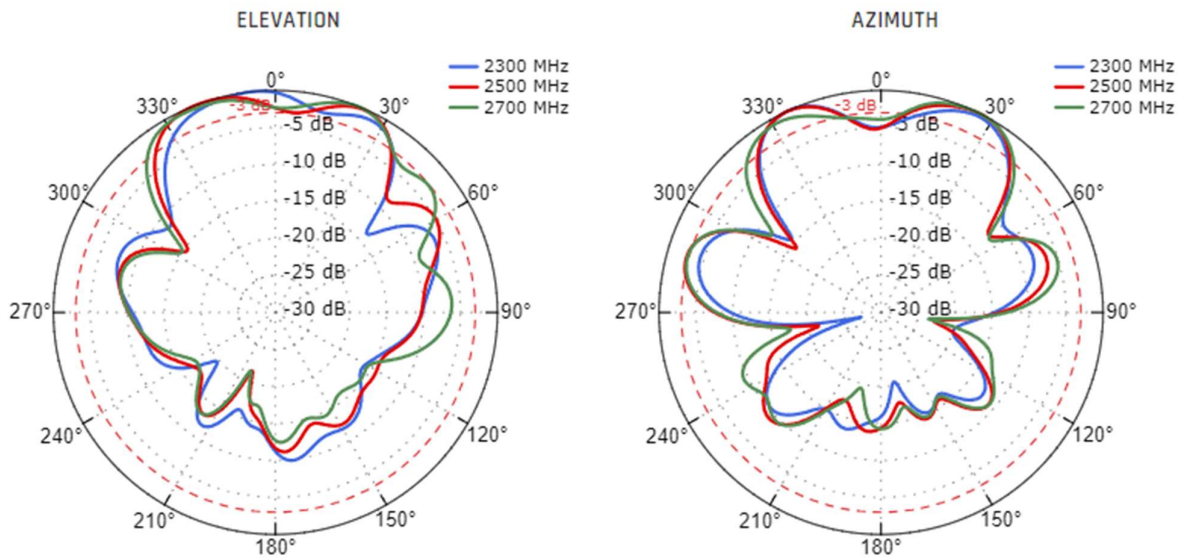 ELEVATION
2300 MHz
2500 MHz
2700 MHz
0°
30°
60°
90°
120°
150°
180°
210°
240°
270°
300°
330°
-3 dB
-5 dB
-10 dB
-15 dB
-20 dB
-25 dB
-30 dB
AZIMUTH
2300 MHz
2500 MHz
2700 MHz
0°
30°
60°
90°
120°
150°
180°
210°
240°
270°
300°
330°
-3 dB
-5 dB
-10 dB
-15 dB
-20 dB
-25 dB
-30 dB